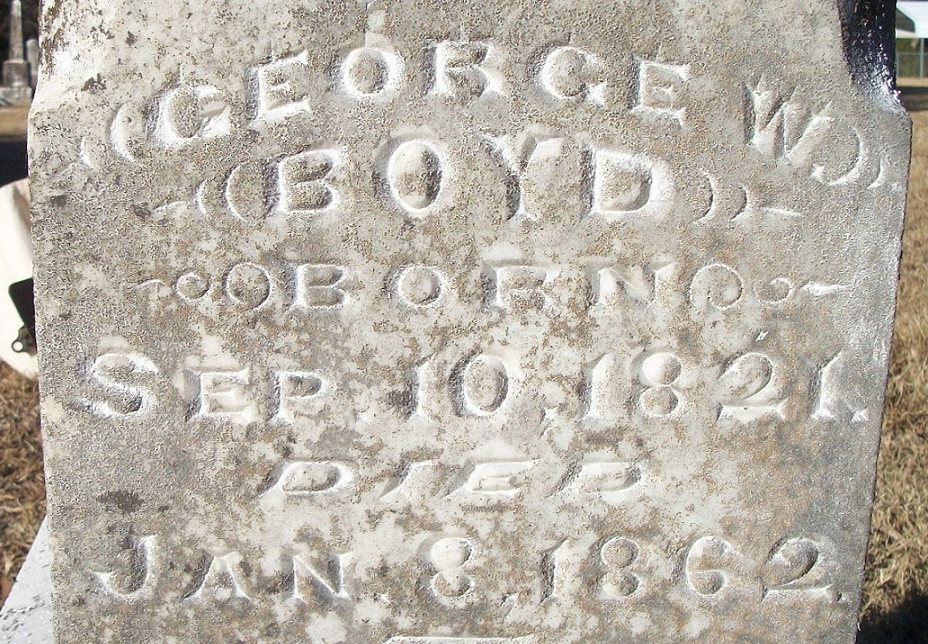 GEORGE W.
BOYD
BORN
SEP. 10, 1821.
DIED
JAN. 8, 1862.